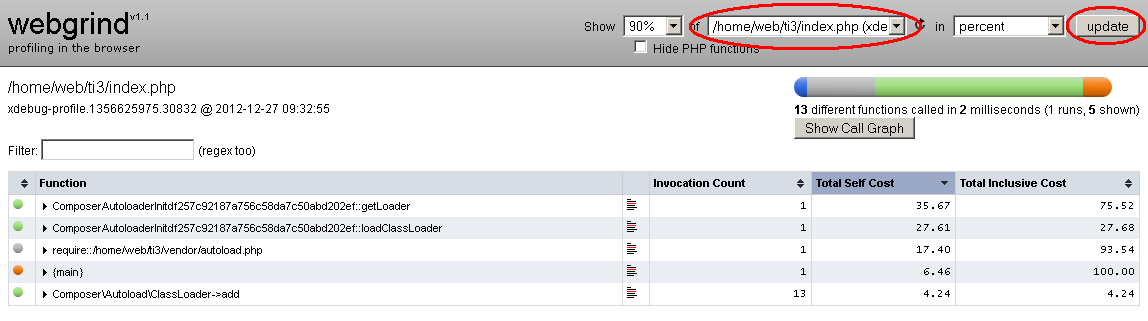 webgrind v1.1
profiling in the browser
Show 90% of /home/web/ti3/index.php (xde in percent update
Hide PHP functions
/home/web/ti3/index.php
xdebug-profile.1356625975.30832 @ 2012-12-27 09:32:55
13 different functions called in 2 milliseconds (1 runs, 5 shown)
Show Call Graph
Filter: (regex too)
Function Invocation Count Total Self Cost Total Inclusive Cost
ComposerAutoloaderInitdf257c92187a756c58da7c50abd202ef::getLoader 1 35.67 75.52
ComposerAutoloaderInitdf257c92187a756c58da7c50abd202ef::loadClassLoader 1 27.61 27.68
require::/home/web/ti3/vendor/autoload.php 1 17.40 93.54
{main} 1 6.46 100.00
Composer\Autoload\ClassLoader->add 13 4.24 4.24